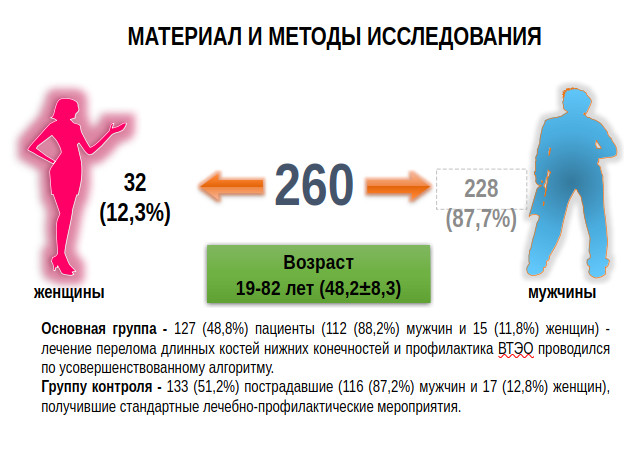 МАТЕРИАЛ И МЕТОДЫ ИССЛЕДОВАНИЯ
32
(12,3%)
260
228
(87,7%)
Возраст
19-82 лет (48,2±8,3)
женщины
мужчины
Основная группа - 127 (48,8%) пациенты (112 (88,2%) мужчин и 15 (11,8%) женщин) -
лечение перелома длинных костей нижних конечностей и профилактика ВТЭО проводился
по усовершенствованному алгоритму.
Группу контроля - 133 (51,2%) пострадавшие (116 (87,2%) мужчин и 17 (12,8%) женщин),
получившие стандартные лечебно-профилактические мероприятия.